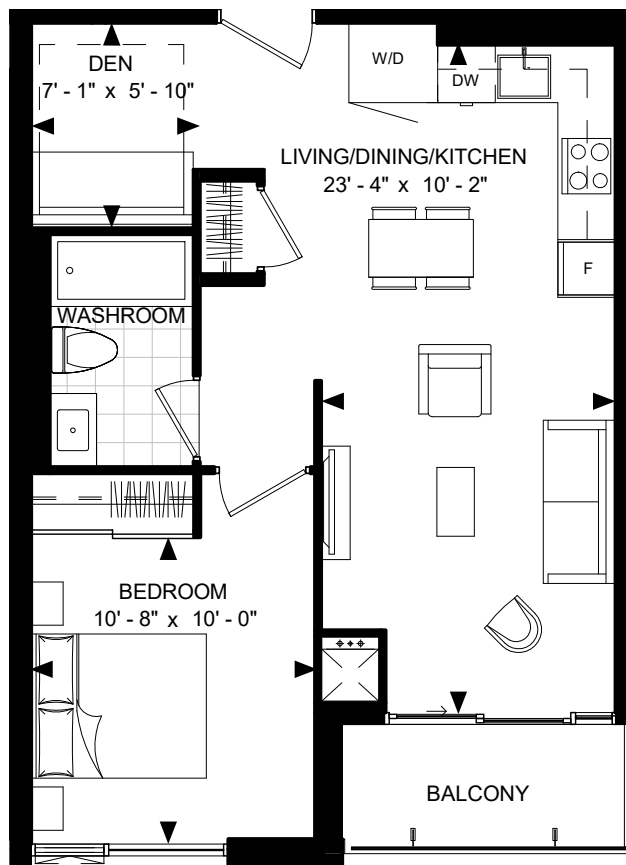 DEN
7' - 1" x 5' - 10"
W/D
DW
LIVING/DINING/KITCHEN
23' - 4" x 10' - 2"
F
WASHROOM
BEDROOM
10' - 8" x 10' - 0"
BALCONY